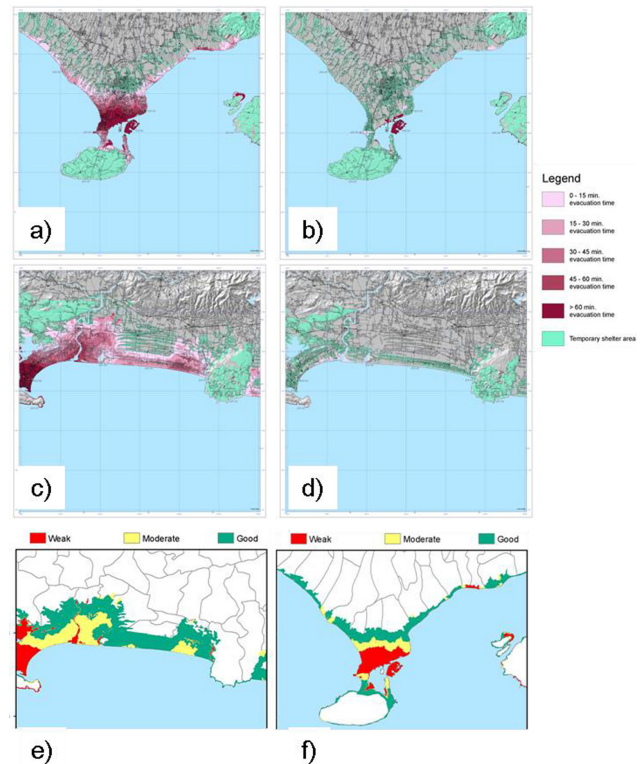 a)
b)
Legend
0 - 15 min.
evacuation time
15 - 30 min.
evacuation time
30 - 45 min.
evacuation time
45 - 60 min.
evacuation time
> 60 min.
evacuation time
Temporary shelter area
c)
d)
Weak Moderate Good
Weak Moderate Good
e)
f)